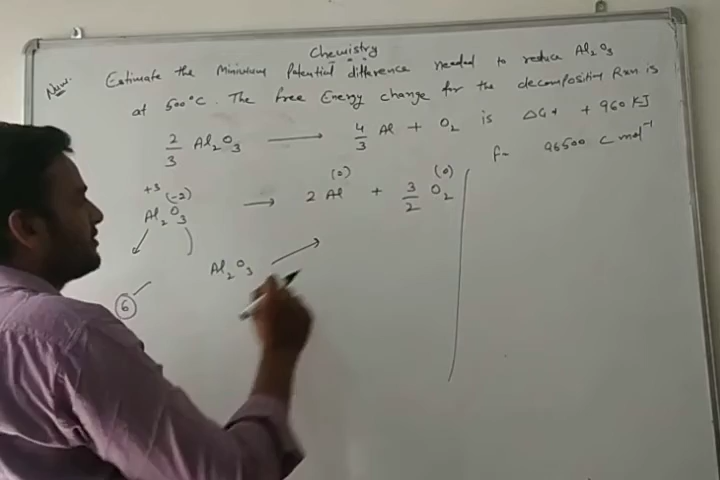 Chemistry
Num. Estimate the Minimum Potential difference needed to reduce Al2O3
at 500°C. The free Energy change for the decomposition Rxn is
2/3 Al2O3 → 4/3 Al + O2 is ΔG + 960 KJ
F = 96500 C mol⁻¹
+3 (-2) (0) (0)
Al2O3 → 2 Al + 3/2 O2
Al2O3
6